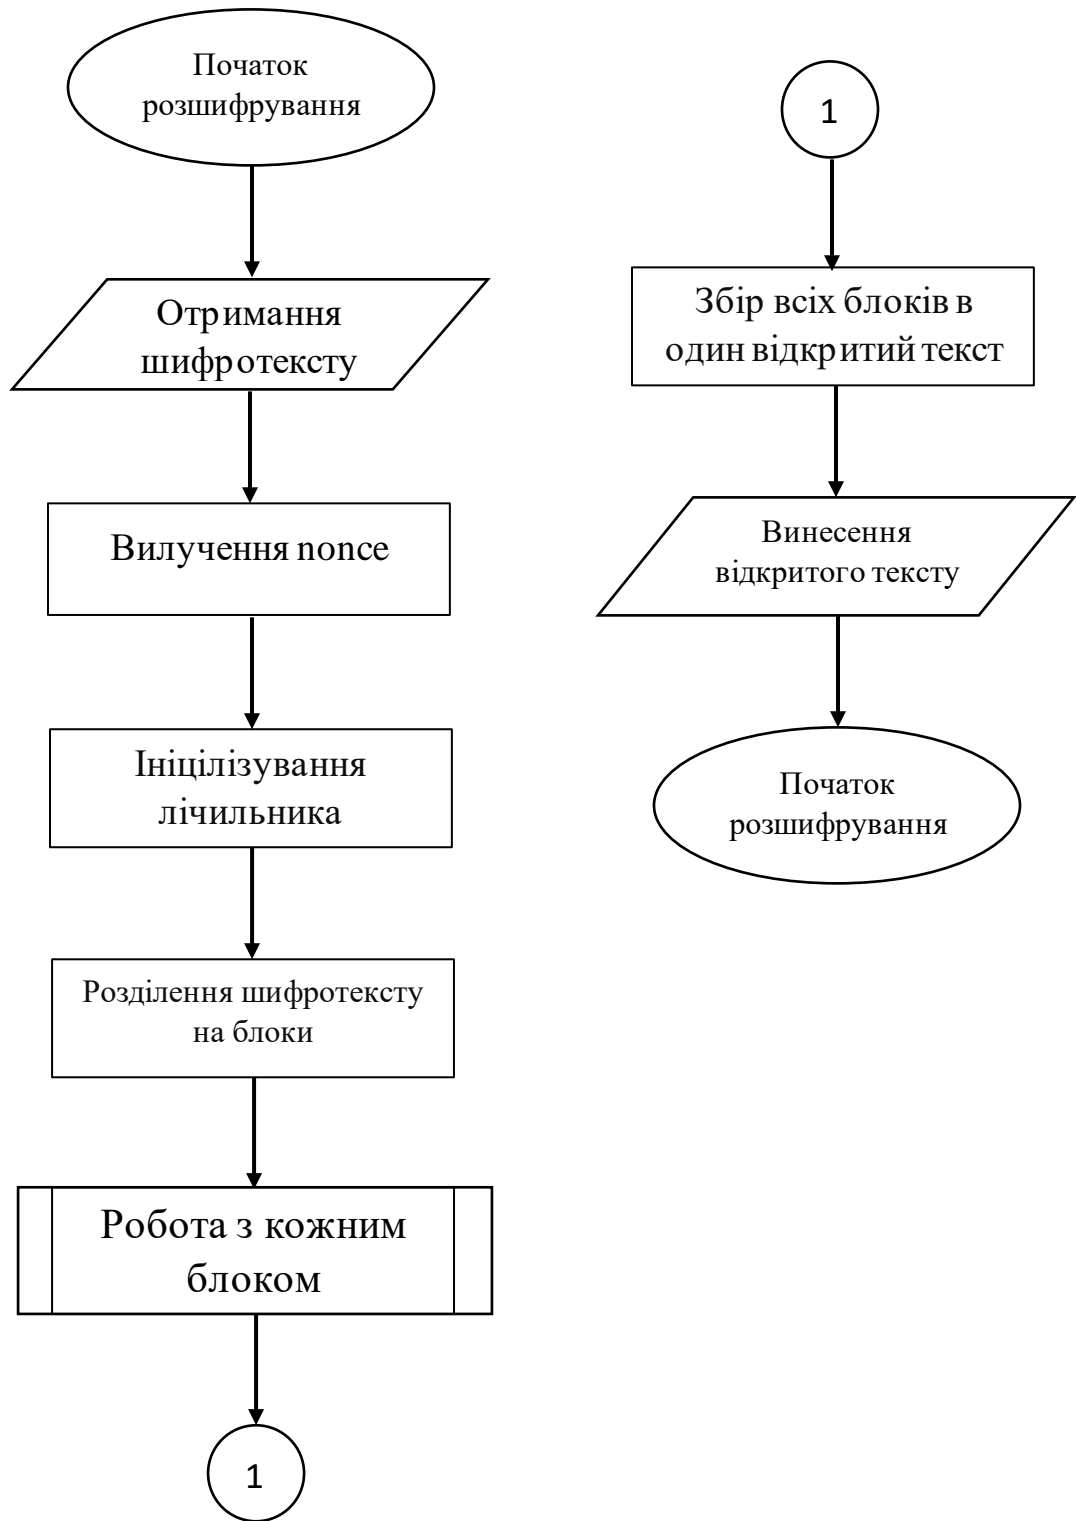 Початок
розшифрування
Отримання
шифротексту
Вилучення nonce
Ініцілізування
лічильника
Розділення шифротексту
на блоки
Робота з кожним
блоком
1
1
Збір всіх блоків в
один відкритий текст
Винесення
відкритого тексту
Початок
розшифрування